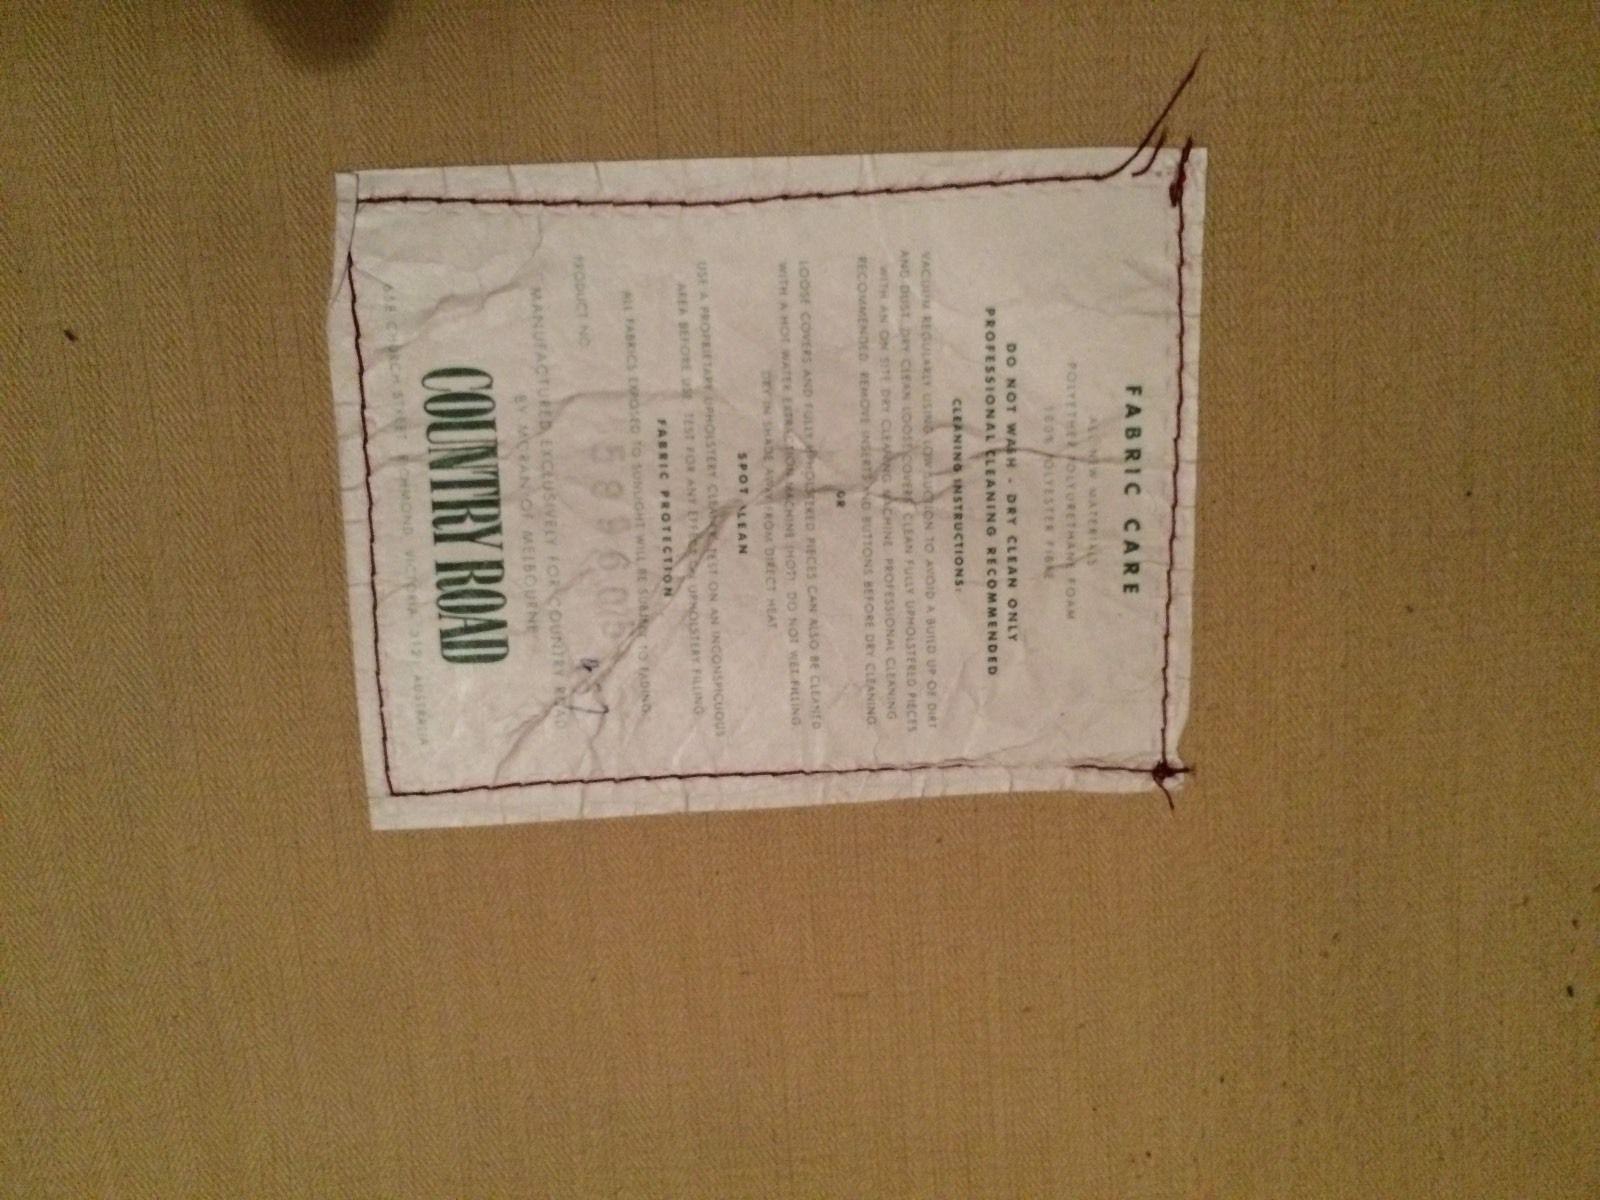 FABRIC CARE
ALL NEW MATERIALS
POLYETHER POLYURETHANE FOAM
100% POLYESTER FIBRE
DO NOT WASH - DRY CLEAN ONLY
PROFESSIONAL CLEANING RECOMMENDED
CLEANING INSTRUCTIONS:
VACUUM REGULARLY USING LOW SUCTION TO AVOID A BUILD UP OF DIRT
AND DUST. DRY CLEAN LOOSE COVERS. CLEAN FULLY UPHOLSTERED PIECES
WITH AN ON SITE DRY CLEANING MACHINE. PROFESSIONAL CLEANING
RECOMMENDED. REMOVE INSERTS AND BUTTONS BEFORE DRY CLEANING.
OR
LOOSE COVERS AND FULLY UPHOLSTERED PIECES CAN ALSO BE CLEANED
WITH A HOT WATER EXTRACTION MACHINE (HOT). DO NOT WET FILLING.
DRY IN SHADE AWAY FROM DIRECT HEAT.
SPOT CLEAN
USE A PROPRIETARY UPHOLSTERY CLEANER. TEST ON AN INCONSPICUOUS
AREA BEFORE USE. TEST FOR ANY EFFECT ON UPHOLSTERY FILLING.
FABRIC PROTECTION
ALL FABRICS EXPOSED TO SUNLIGHT WILL BE SUBJECT TO FADING.
PRODUCT NO.
MANUFACTURED EXCLUSIVELY FOR COUNTRY ROAD
BY MCCRAN OF MELBOURNE
COUNTRY ROAD
CHURCH STREET RICHMOND, VICTORIA 3121 AUSTRALIA